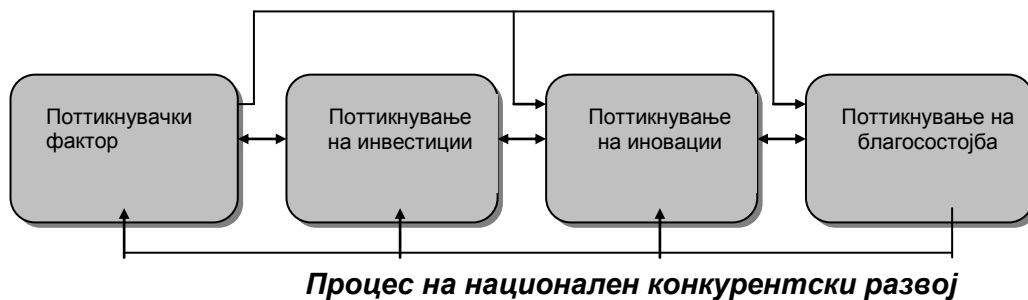 Поттикнувачки
фактор
Поттикнување
на инвестиции
Поттикнување
на иновации
Поттикнување на
благосостојба
Процес на национален конкурентски развој